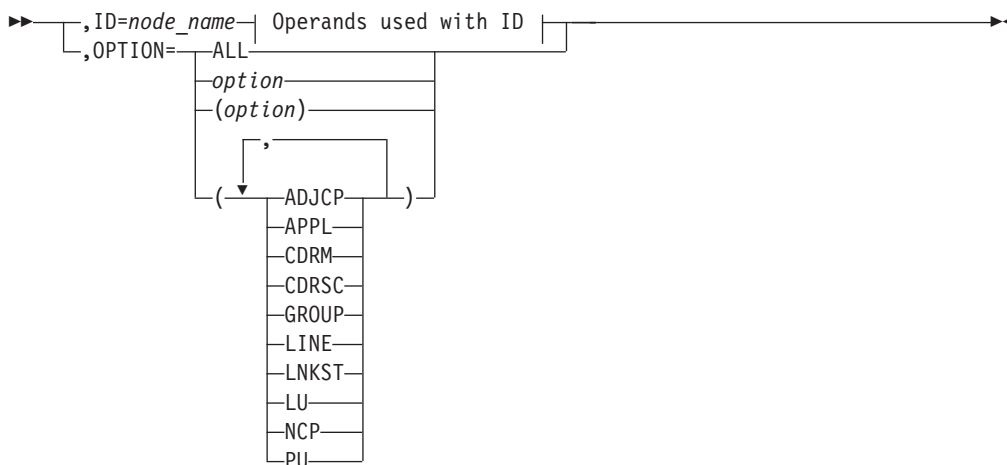 ,ID=node_name Operands used with ID
,OPTION= ALL
option
(option)
,
( ADJCP )
APPL
CDRM
CDRSC
GROUP
LINE
LNKST
LU
NCP
PU